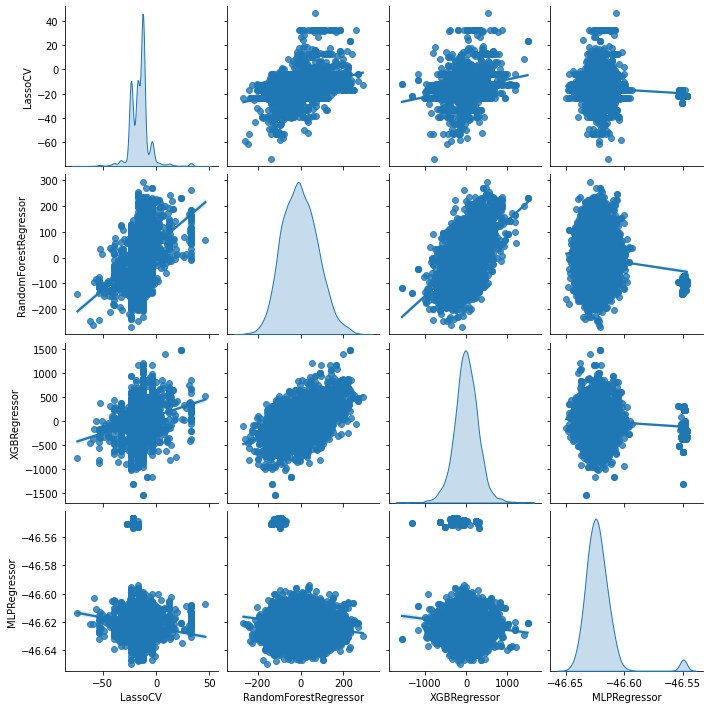 40
20
0
−20
−40
−60
LassoCV
300
200
100
0
−100
−200
RandomForestRegressor
1500
1000
500
0
−500
−1000
−1500
XGBRegressor
−46.56
−46.58
−46.60
−46.62
−46.64
MLPRegressor
−50 0 50
LassoCV
−200 0 200
RandomForestRegressor
−1000 0 1000
XGBRegressor
−46.65 −46.60 −46.55
MLPRegressor